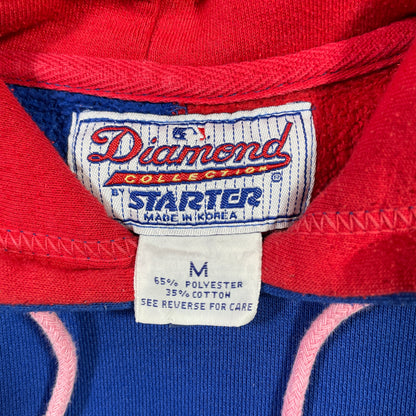 Diamond
COLLECTION ®
BY STARTER
MADE IN KOREA
M
65% POLYESTER
35% COTTON
SEE REVERSE FOR CARE